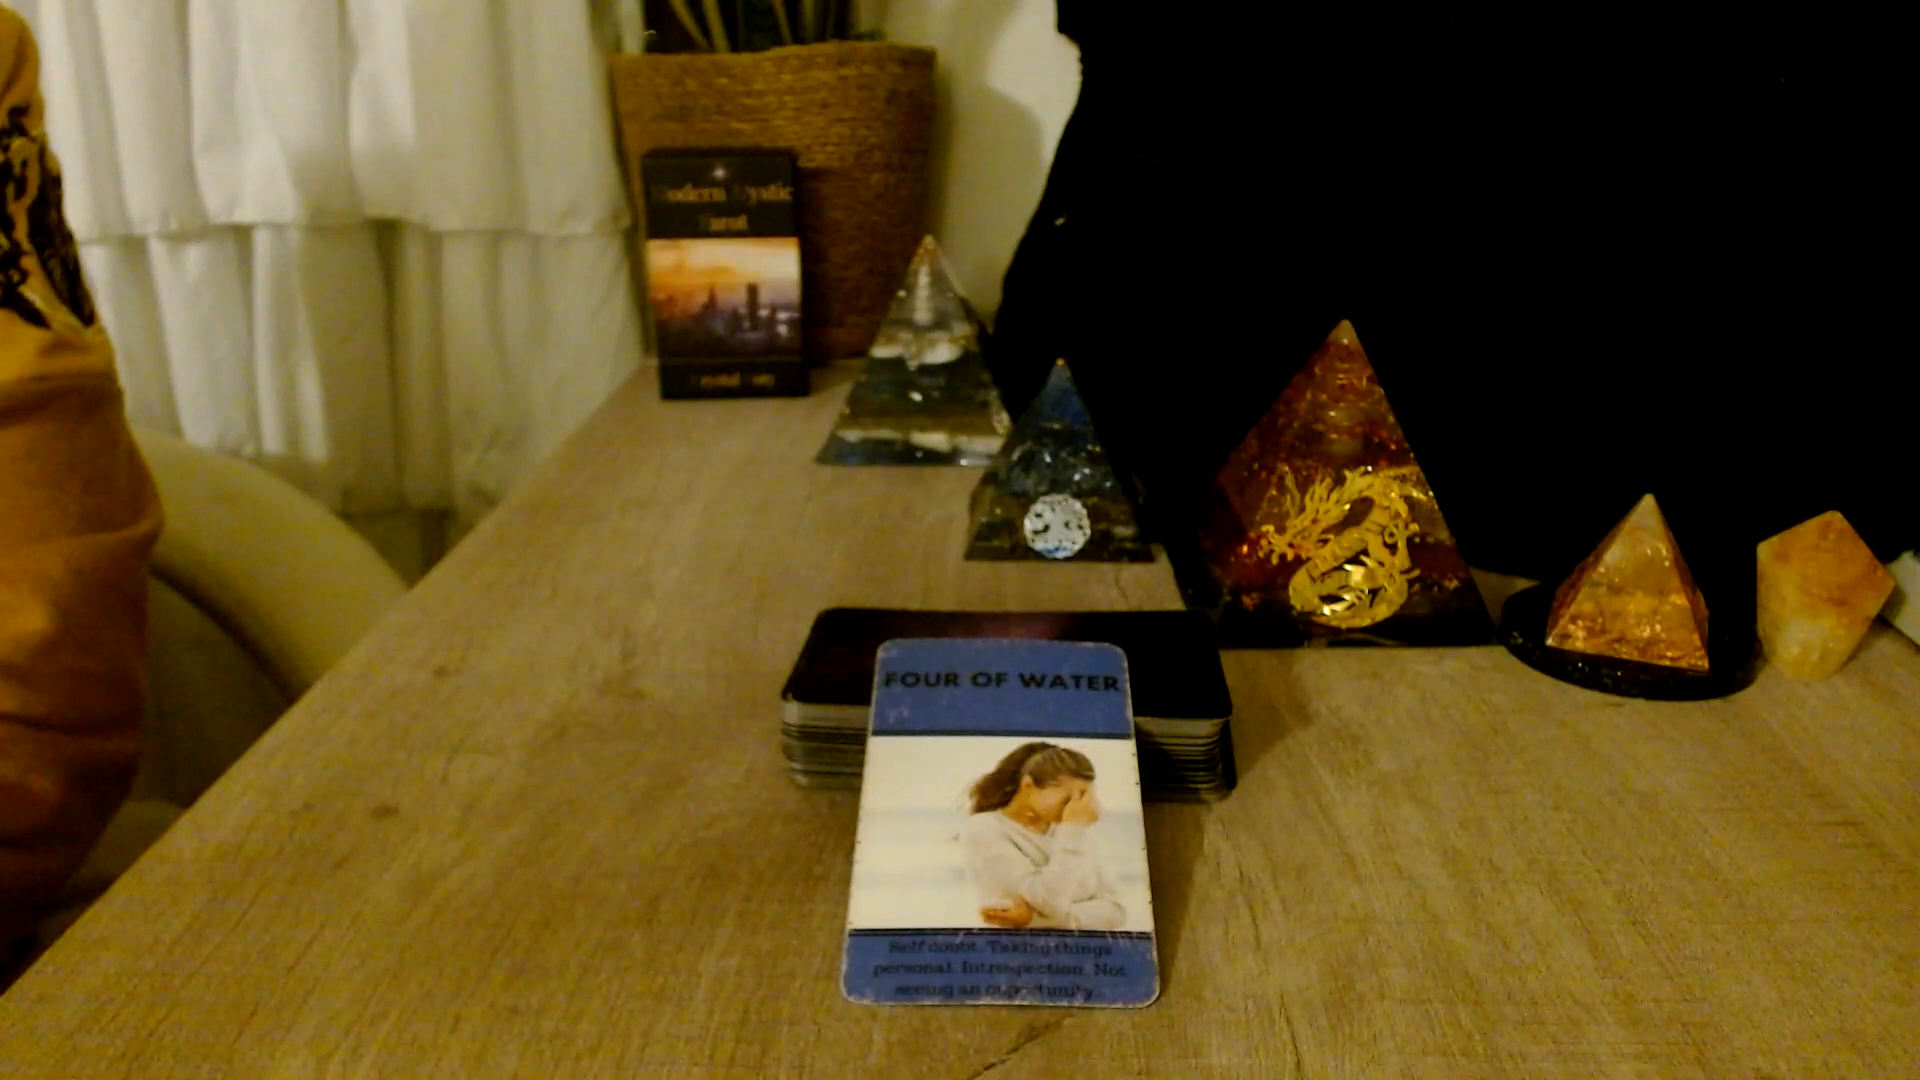 Modern Mystic
Tarot
FOUR OF WATER
Self doubt. Taking things
personal. Introspection. Not
seeing an opportunity.